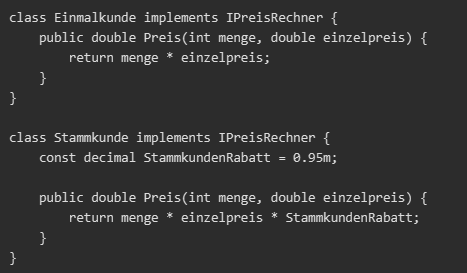 class Einmalkunde implements IPreisRechner {
    public double Preis(int menge, double einzelpreis) {
        return menge * einzelpreis;
    }
}

class Stammkunde implements IPreisRechner {
    const decimal StammkundenRabatt = 0.95m;

    public double Preis(int menge, double einzelpreis) {
        return menge * einzelpreis * StammkundenRabatt;
    }
}